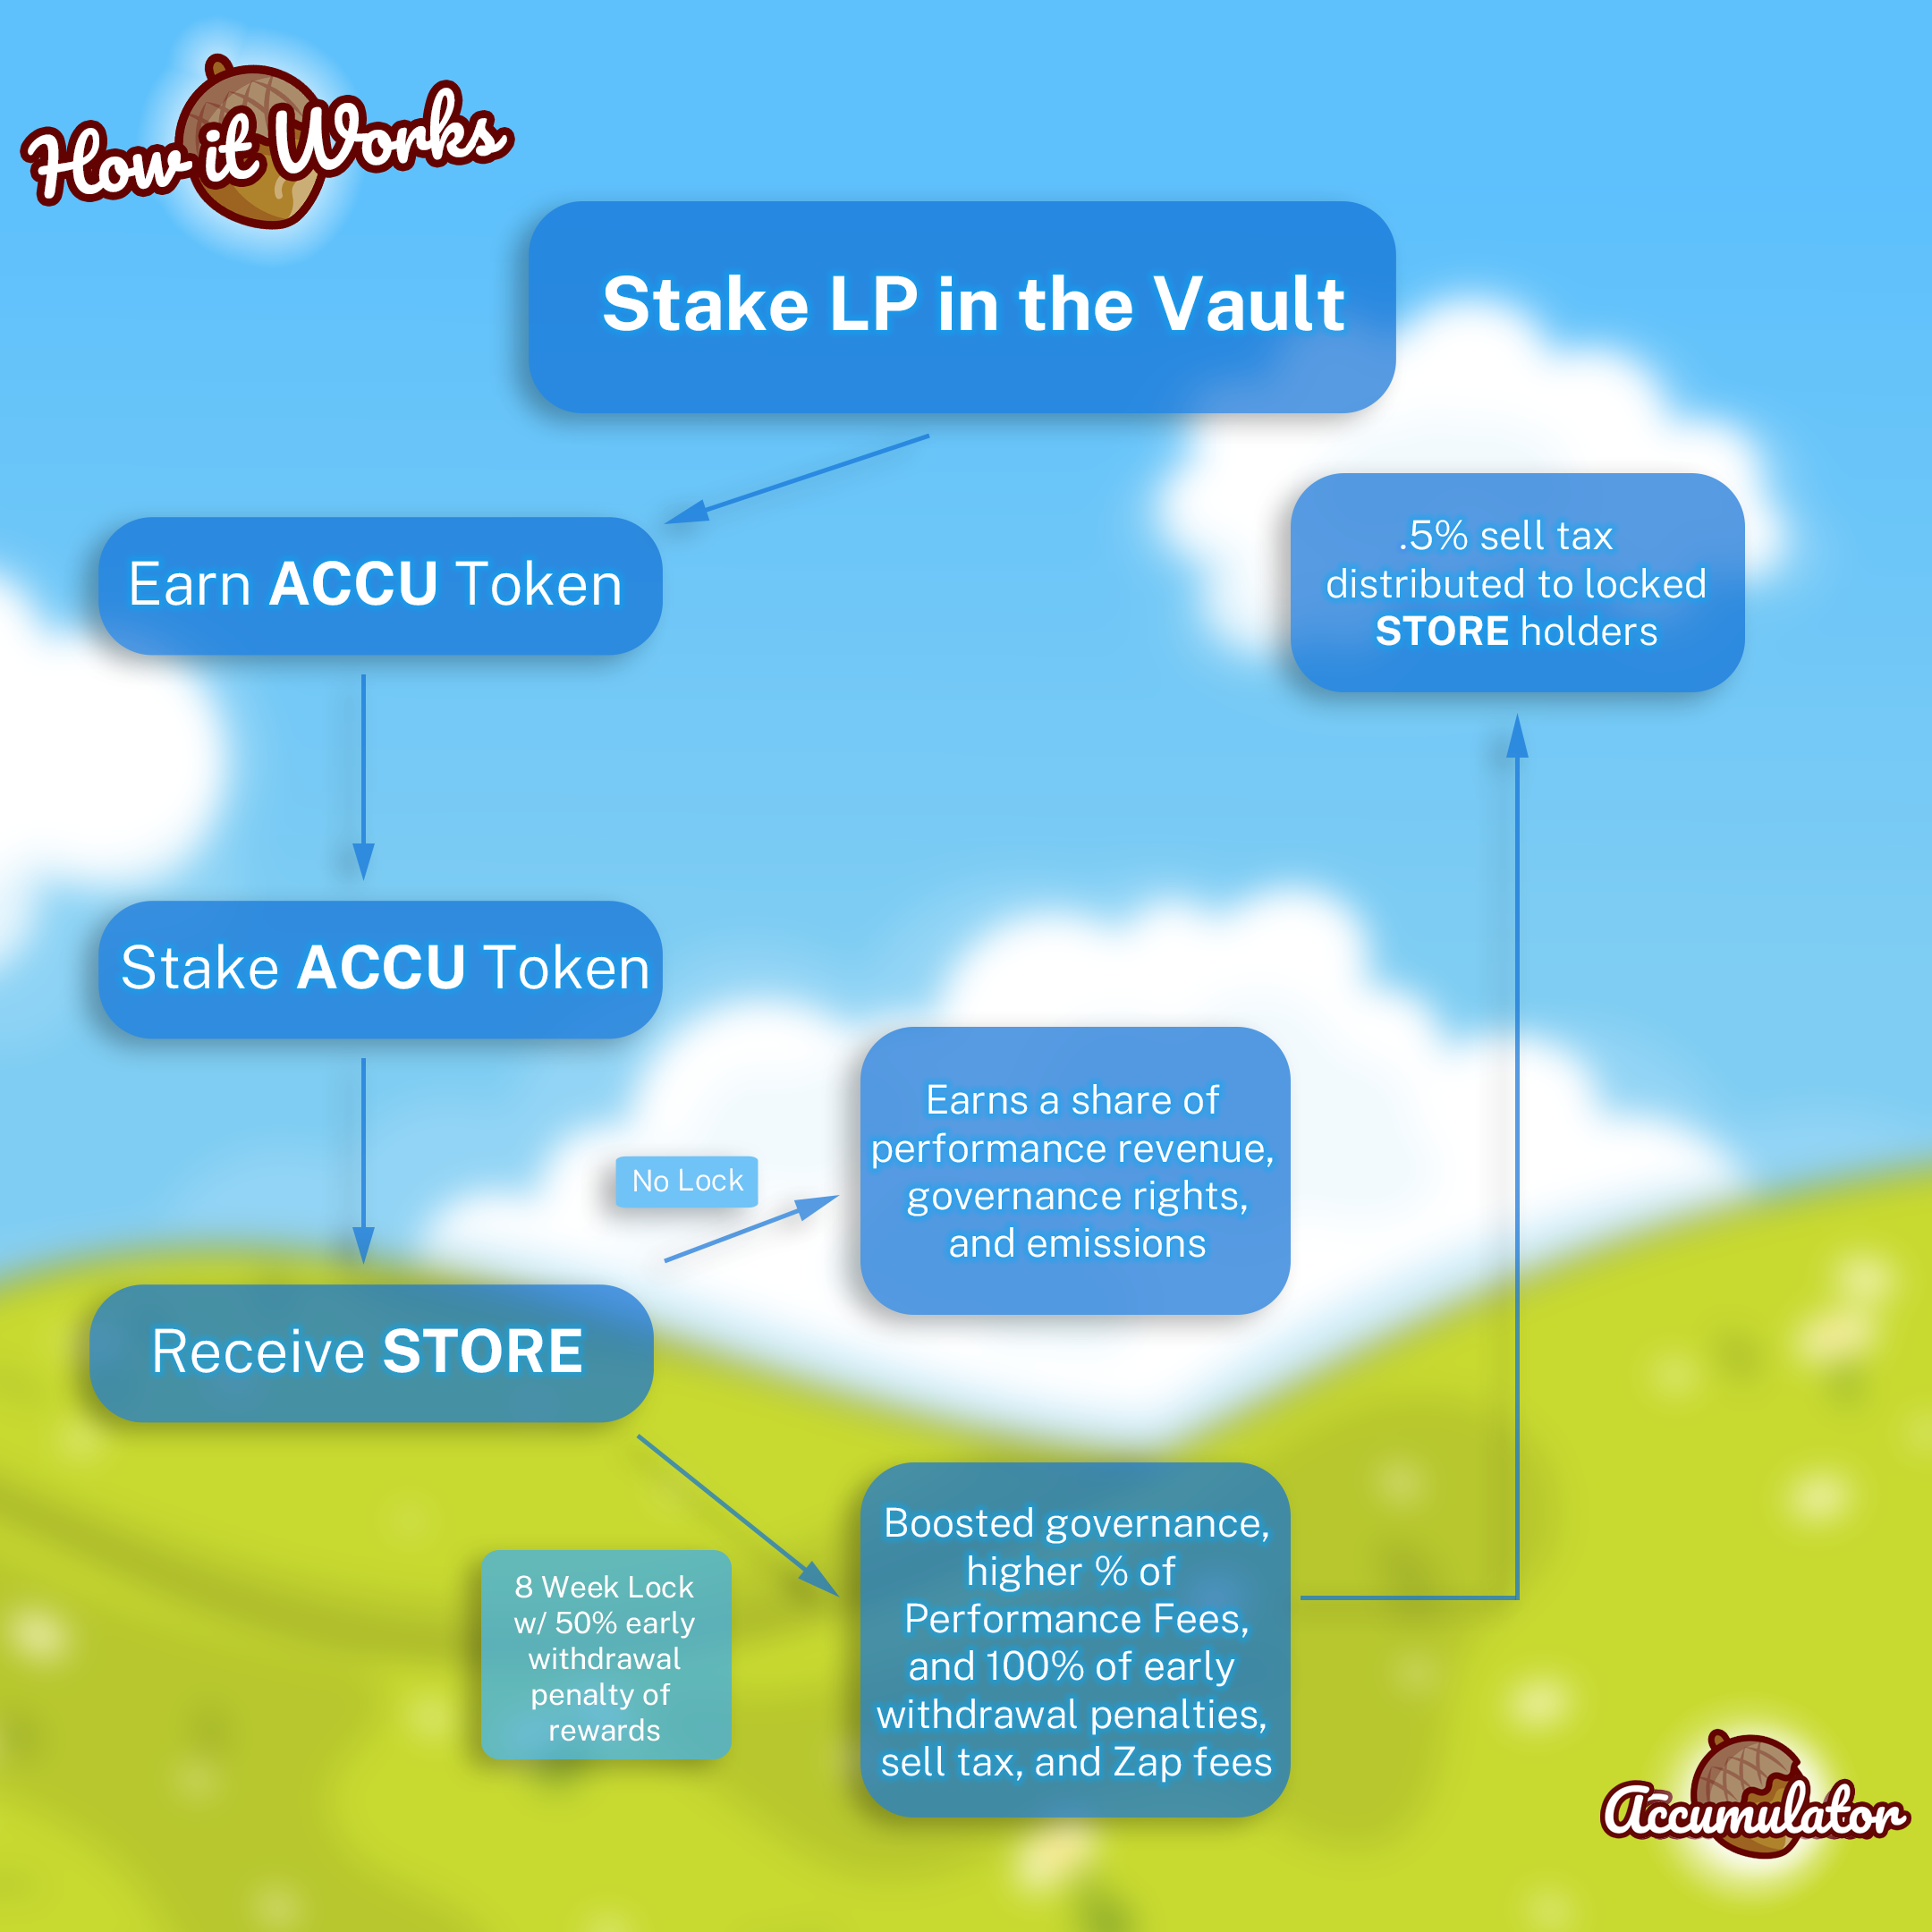 How it Works
Stake LP in the Vault
Earn ACCU Token
.5% sell tax
distributed to locked
STORE holders
Stake ACCU Token
No Lock
Earns a share of
performance revenue,
governance rights,
and emissions
Receive STORE
8 Week Lock
w/ 50% early
withdrawal
penalty of
rewards
Boosted governance,
higher % of
Performance Fees,
and 100% of early
withdrawal penalties,
sell tax, and Zap fees
Accumulator